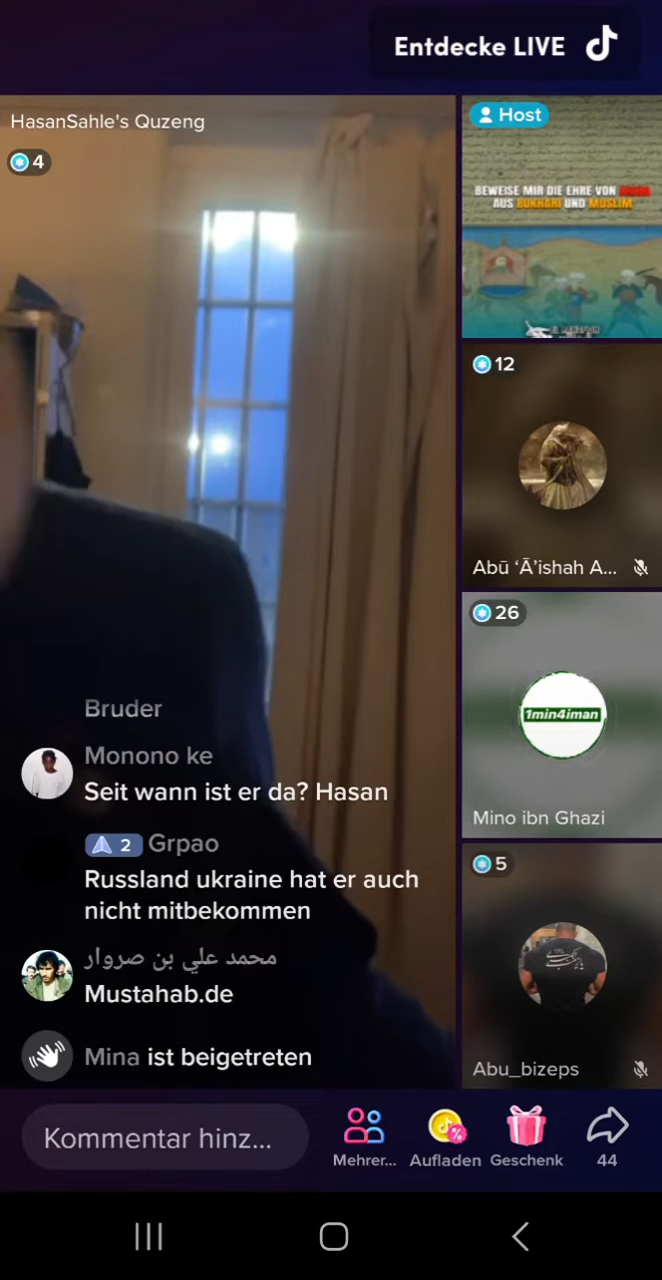 Entdecke LIVE
HasanSahle's Quzeng
4
Host
BEWEISE MIR DIE EHRE VON
AUS BUKHARI UND MUSLIM
12
Abū ‘Ā’ishah A...
26
1min4iman
Mino ibn Ghazi
5
Abu_bizeps
Bruder
Monono ke
Seit wann ist er da? Hasan
2 Grpao
Russland ukraine hat er auch
nicht mitbekommen
محمد علي بن صروار
Mustahab.de
Mina ist beigetreten
Kommentar hinz...
Mehrer...
Aufladen
Geschenk
44